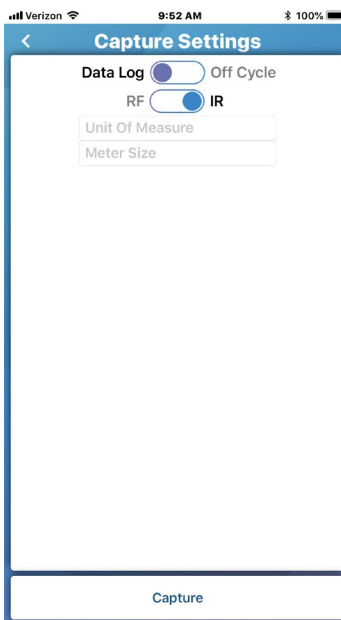 Verizon 9:52 AM 100%
Capture Settings
Data Log Off Cycle
RF IR
Unit Of Measure
Meter Size
Capture